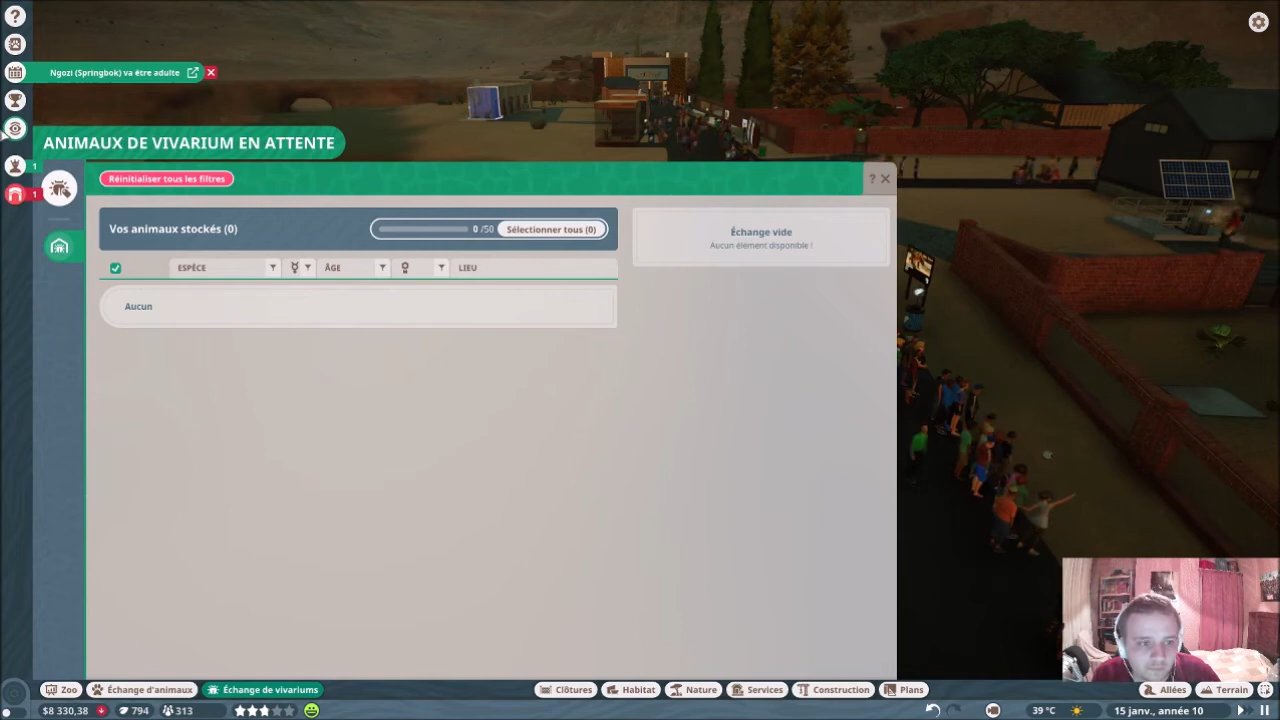 Ngozi (Springbok) va être adulte
ANIMAUX DE VIVARIUM EN ATTENTE
1
1
Réinitialiser tous les filtres
?
Vos animaux stockés (0)
0 /50
Sélectionner tous (0)
Échange vide
Aucun élément disponible !
ESPÈCE
ÂGE
LIEU
Aucun
Zoo
Échange d'animaux
Échange de vivariums
Clôtures
Habitat
Nature
Services
Construction
Plans
Allées
Terrain
$8 330,38
794
313
39 °C
15 janv., année 10